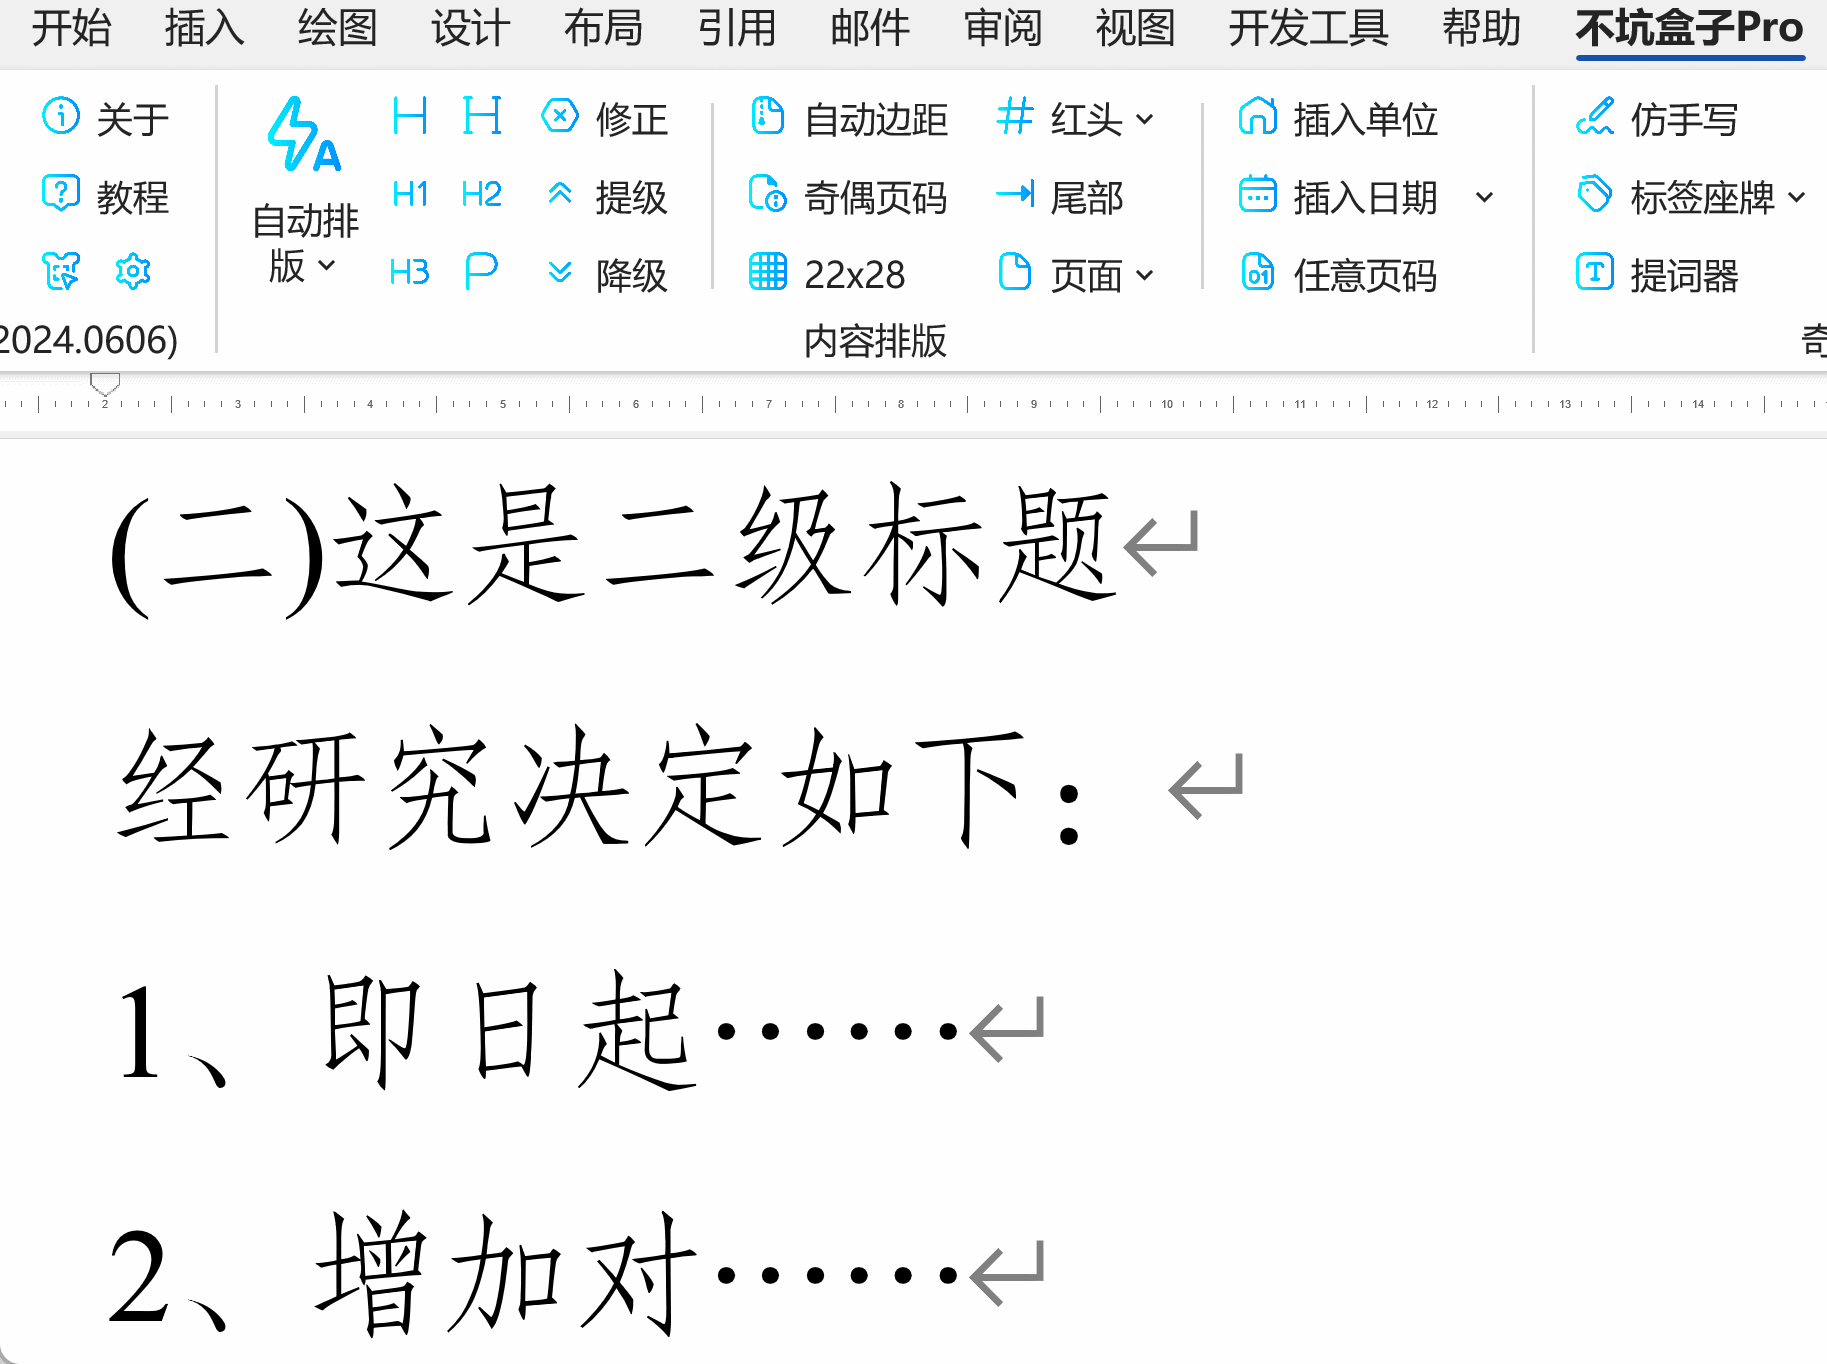 开始 插入 绘图 设计 布局 引用 邮件 审阅 视图 开发工具 帮助 不坑盒子Pro
关于 H H 修正 自动边距 红头 插入单位 仿手写
教程 H1 H2 提级 奇偶页码 尾部 插入日期 标签座牌
自动排版 H3 P 降级 22x28 页面 任意页码 提词器
2024.0606) 内容排版 奇
2 3 4 5 6 7 8 9 10 11 12 13 14
(二)这是二级标题
经研究决定如下：
1、即日起……
2、增加对……